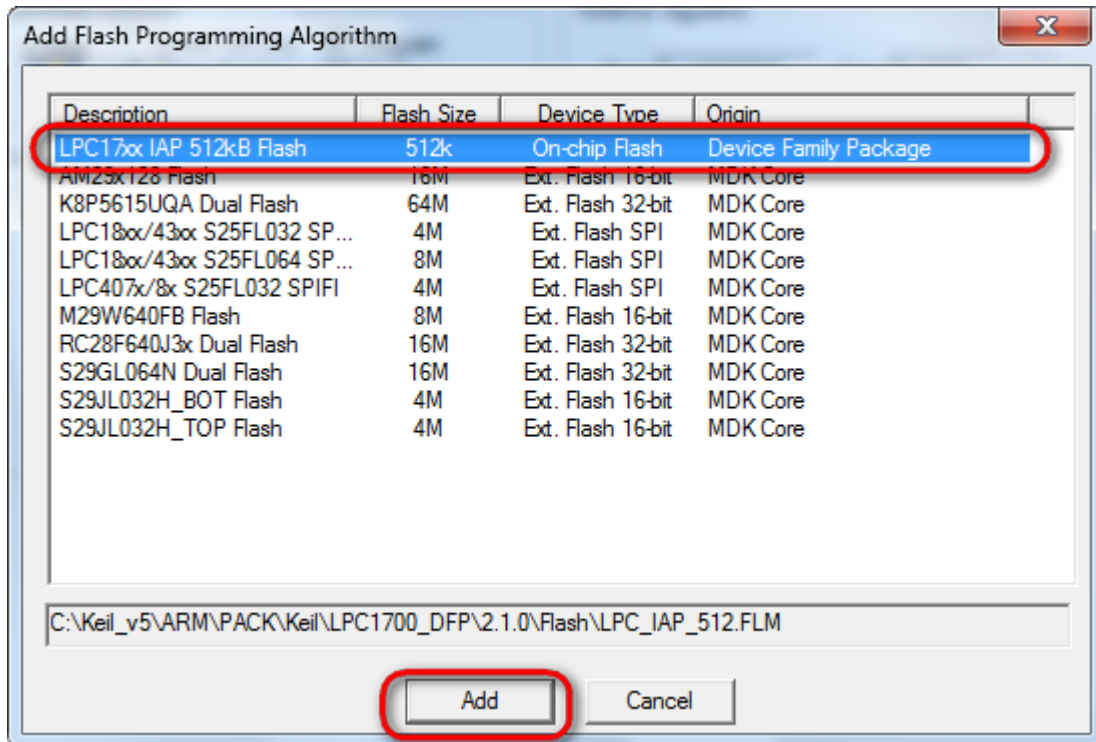 Add Flash Programming Algorithm
Description Flash Size Device Type Origin
LPC17xx IAP 512kB Flash 512k On-chip Flash Device Family Package
AM29x128 Flash 16M Ext. Flash 16-bit MDK Core
K8P5615UQA Dual Flash 64M Ext. Flash 32-bit MDK Core
LPC18xx/43xx S25FL032 SP... 4M Ext. Flash SPI MDK Core
LPC18xx/43xx S25FL064 SP... 8M Ext. Flash SPI MDK Core
LPC407x/8x S25FL032 SPIFI 4M Ext. Flash SPI MDK Core
M29W640FB Flash 8M Ext. Flash 16-bit MDK Core
RC28F640J3x Dual Flash 16M Ext. Flash 32-bit MDK Core
S29GL064N Dual Flash 16M Ext. Flash 32-bit MDK Core
S29JL032H_BOT Flash 4M Ext. Flash 16-bit MDK Core
S29JL032H_TOP Flash 4M Ext. Flash 16-bit MDK Core
C:\Keil_v5\ARM\PACK\Keil\LPC1700_DFP\2.1.0\Flash\LPC_IAP_512.FLM
Add Cancel